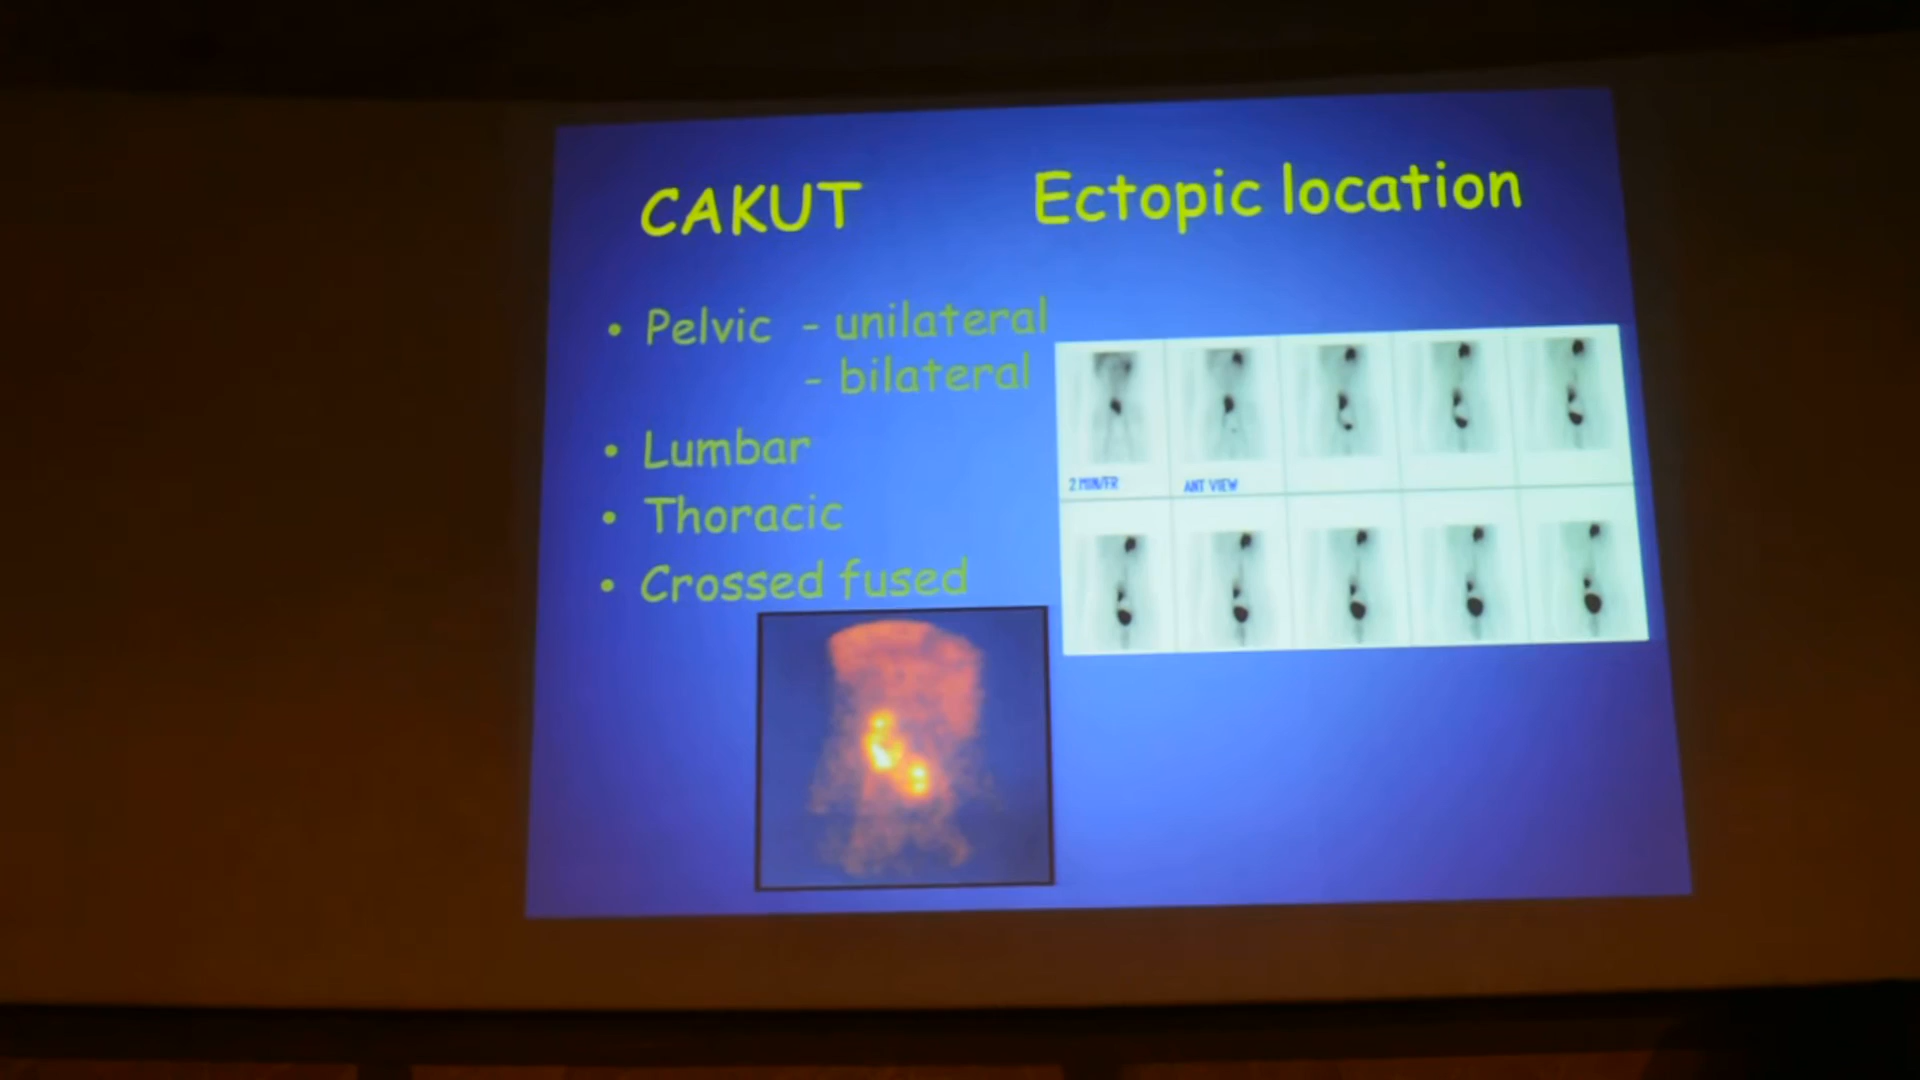 CAKUT Ectopic location
• Pelvic - unilateral
- bilateral
• Lumbar
• Thoracic
• Crossed fused
2 MIN/FR ANT VIEW